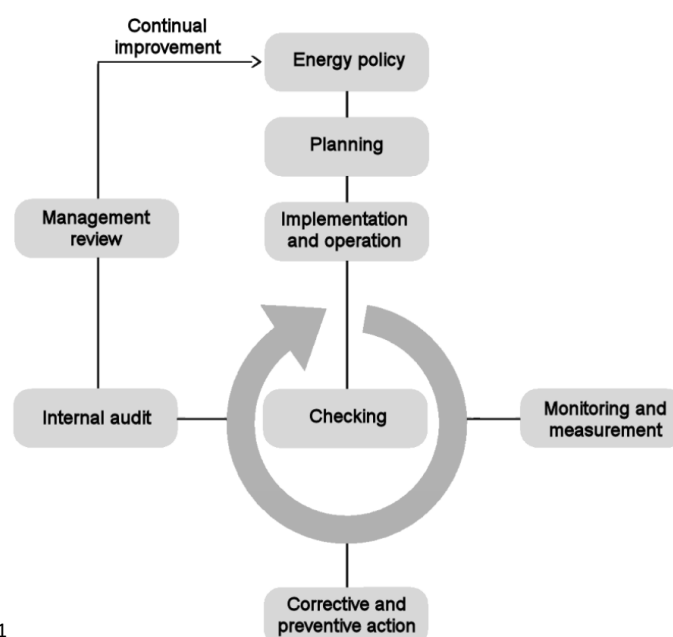 Continual
improvement
Energy policy
Planning
Implementation
and operation
Management
review
Internal audit
Checking
Monitoring and
measurement
Corrective and
preventive action
1